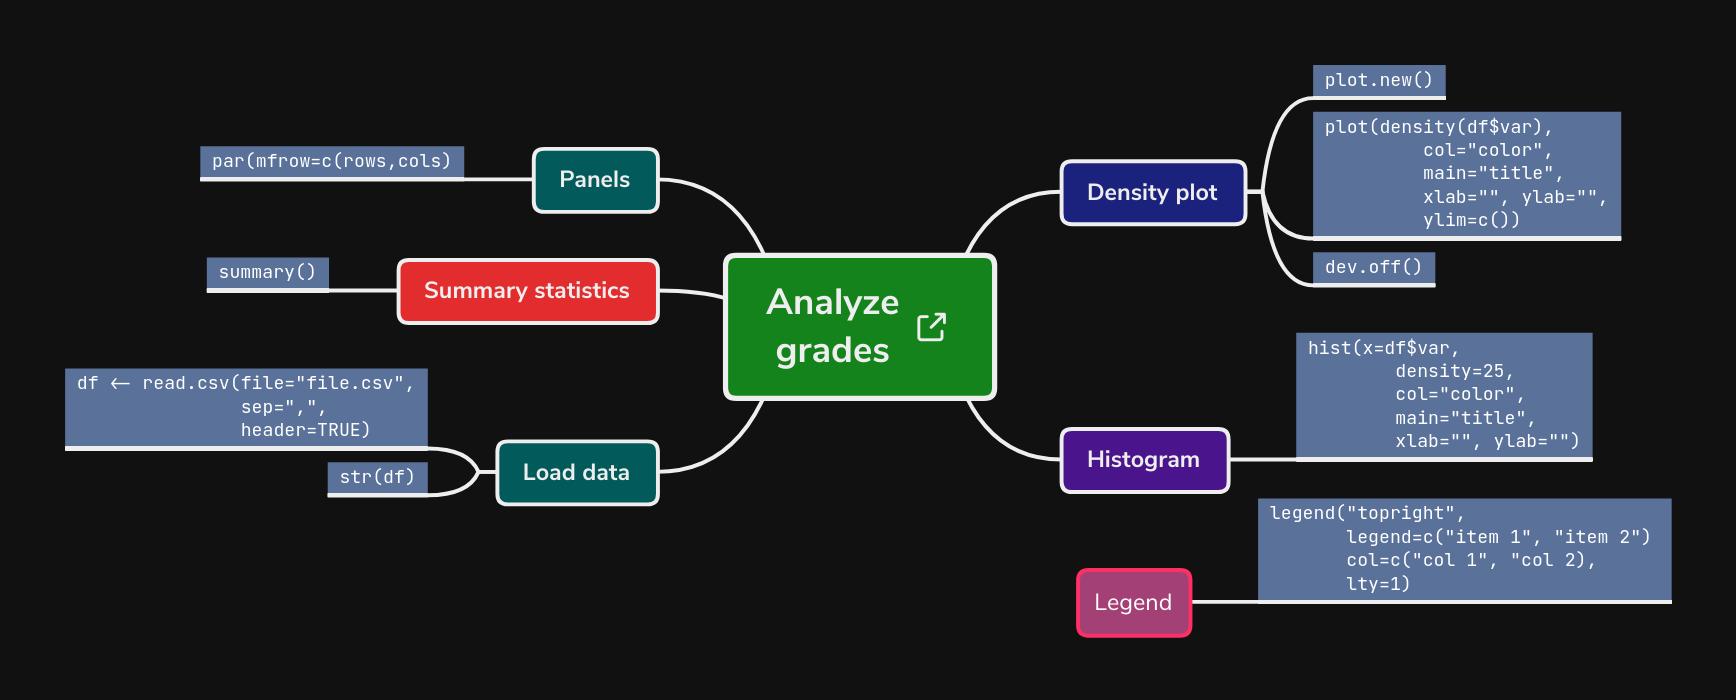 Analyze
grades
Panels
par(mfrow=c(rows,cols)
Summary statistics
summary()
Load data
df <- read.csv(file="file.csv",
sep=",",
header=TRUE)
str(df)
Density plot
plot.new()
plot(density(df$var),
col="color",
main="title",
xlab="", ylab="",
ylim=c())
dev.off()
Histogram
hist(x=df$var,
density=25,
col="color",
main="title",
xlab="", ylab="")
Legend
legend("topright",
legend=c("item 1", "item 2")
col=c("col 1", "col 2),
lty=1)